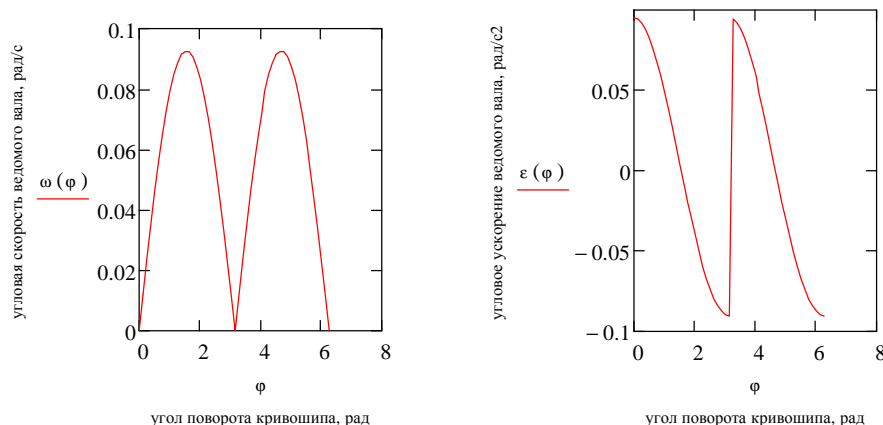 угловая скорость ведомого вала, рад/с
ω(φ)
0.1
0.08
0.06
0.04
0.02
0
0 2 4 6 8
φ
угол поворота кривошипа, рад
угловое ускорение ведомого вала, рад/с2
ε(φ)
0.05
0
−0.05
−0.1
0 2 4 6 8
φ
угол поворота кривошипа, рад